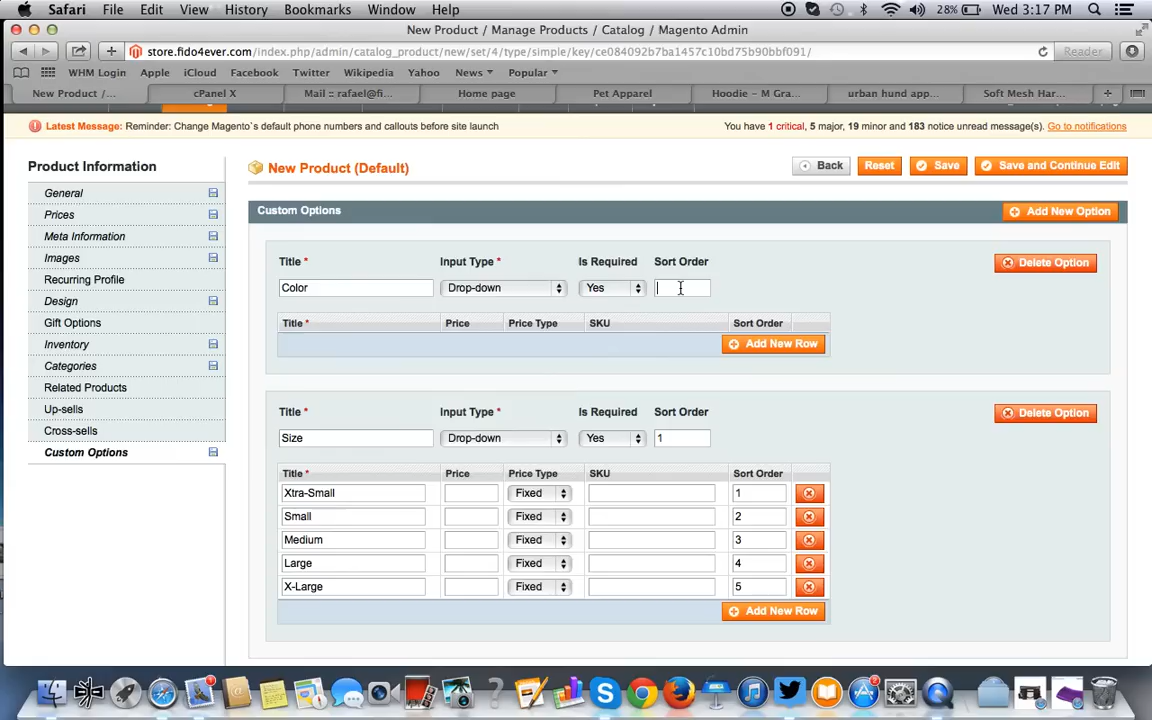 Safari File Edit View History Bookmarks Window Help 28% Wed 3:17 PM
New Product / Manage Products / Catalog / Magento Admin
store.fido4ever.com/index.php/admin/catalog_product/new/set/4/type/simple/key/ce084092b7ba1457c10bd75b90bbf091/ Reader
WHM Login Apple iCloud Facebook Twitter Wikipedia Yahoo News Popular
New Product /... cPanel X Mail :: rafael@fi... Home page Pet Apparel Hoodie – M Gra... urban hund app... Soft Mesh Har...
Latest Message: Reminder: Change Magento`s default phone numbers and callouts before site launch You have 1 critical, 5 major, 19 minor and 183 notice unread message(s). Go to notifications
Product Information
General
Prices
Meta Information
Images
Recurring Profile
Design
Gift Options
Inventory
Categories
Related Products
Up-sells
Cross-sells
Custom Options
New Product (Default) Back Reset Save Save and Continue Edit
Custom Options Add New Option
Title * Input Type * Is Required Sort Order Delete Option
Color Drop-down Yes
Title * Price Price Type SKU Sort Order
Add New Row
Title * Input Type * Is Required Sort Order Delete Option
Size Drop-down Yes 1
Title * Price Price Type SKU Sort Order
Xtra-Small Fixed 1
Small Fixed 2
Medium Fixed 3
Large Fixed 4
X-Large Fixed 5
Add New Row